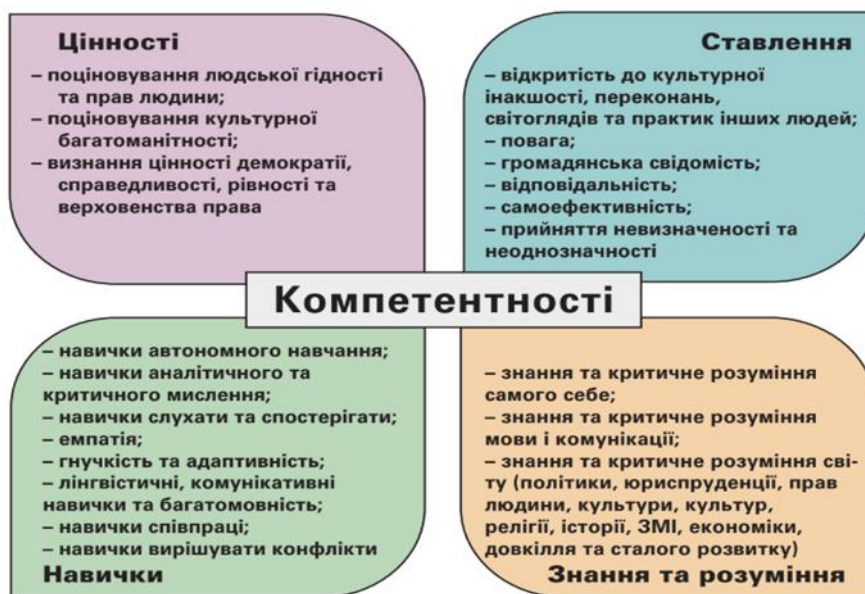 Цінності
– поціновування людської гідності
та прав людини;
– поціновування культурної
багатоманітності;
– визнання цінності демократії,
справедливості, рівності та
верховенства права
Ставлення
– відкритість до культурної
інакшості, переконань,
світоглядів та практик інших людей;
– повага;
– громадянська свідомість;
– відповідальність;
– самоефективність;
– прийняття невизначеності та
неоднозначності
Компетентності
– навички автономного навчання;
– навички аналітичного та
критичного мислення;
– навички слухати та спостерігати;
– емпатія;
– гнучкість та адаптивність;
– лінгвістичні, комунікативні
навички та багатомовність;
– навички співпраці;
– навички вирішувати конфлікти
Навички
– знання та критичне розуміння
самого себе;
– знання та критичне розуміння
мови і комунікації;
– знання та критичне розуміння сві-
ту (політики, юриспруденції, прав
людини, культури, культур,
релігії, історії, ЗМІ, економіки,
довкілля та сталого розвитку)
Знання та розуміння